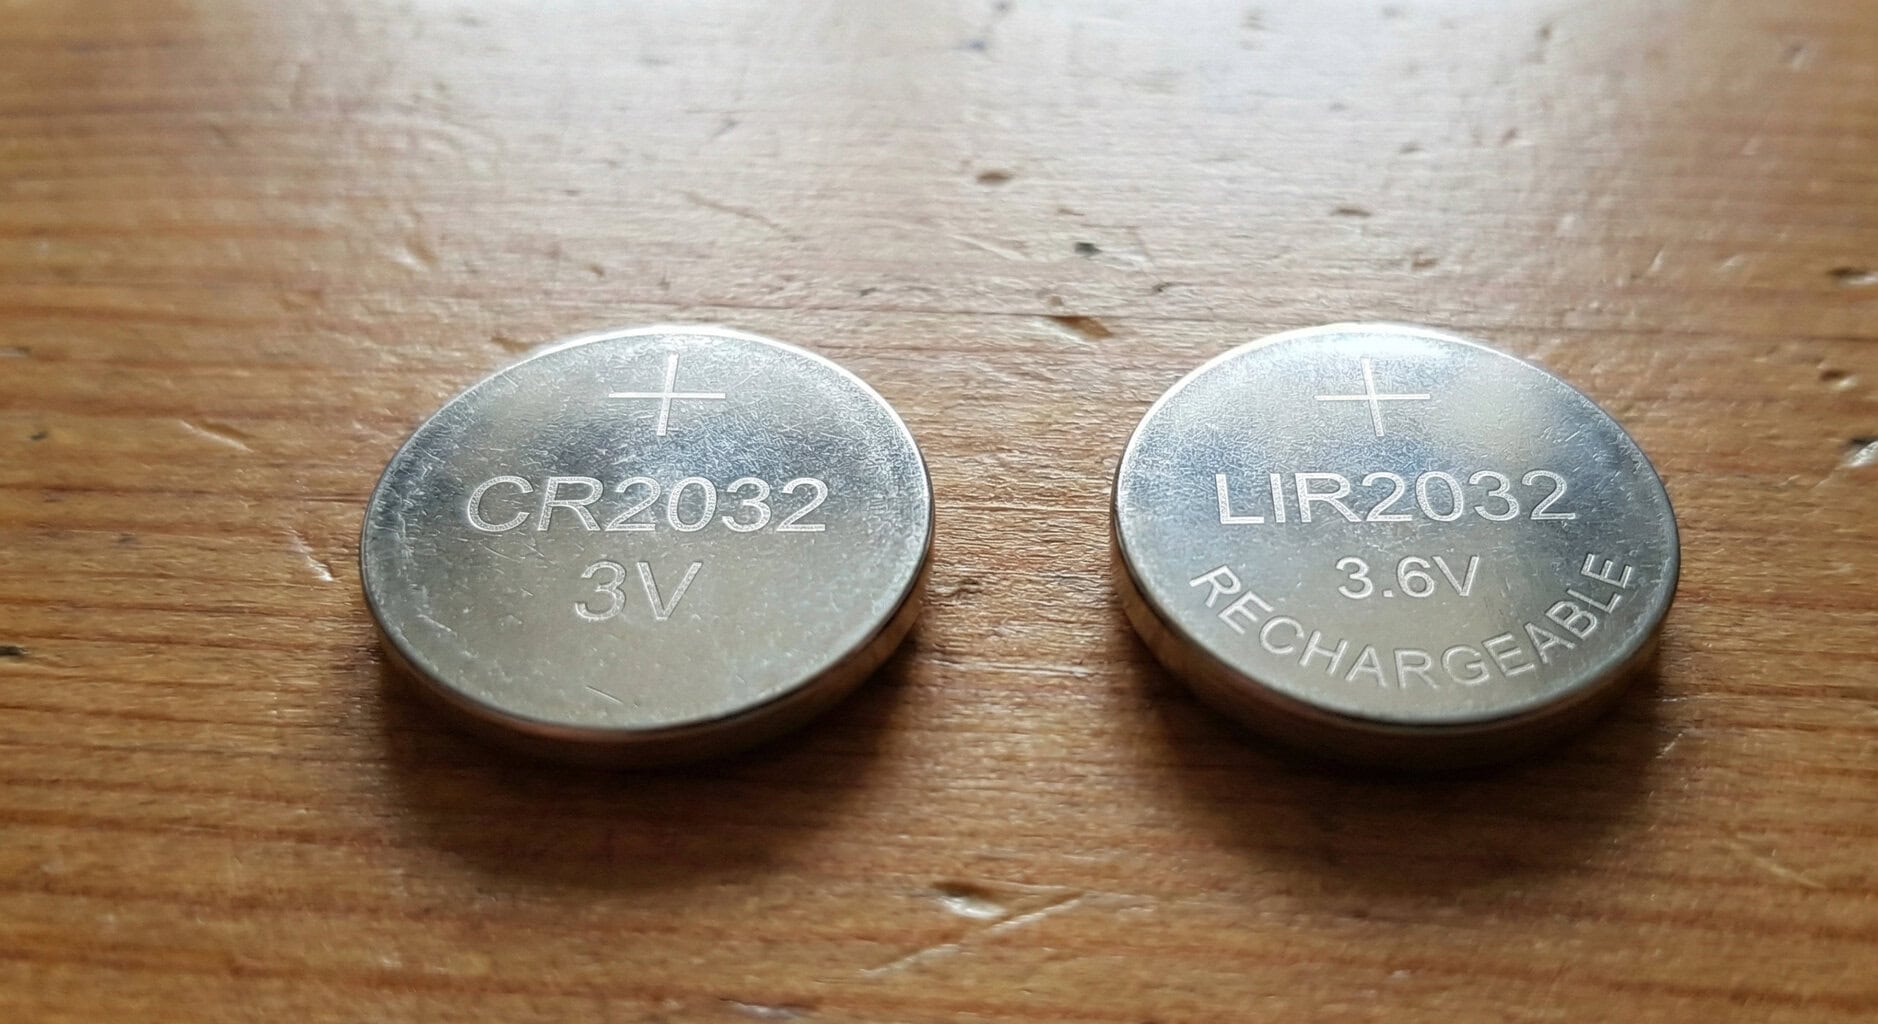 +
CR2032
3V
+
LIR2032
3.6V
RECHARGEABLE